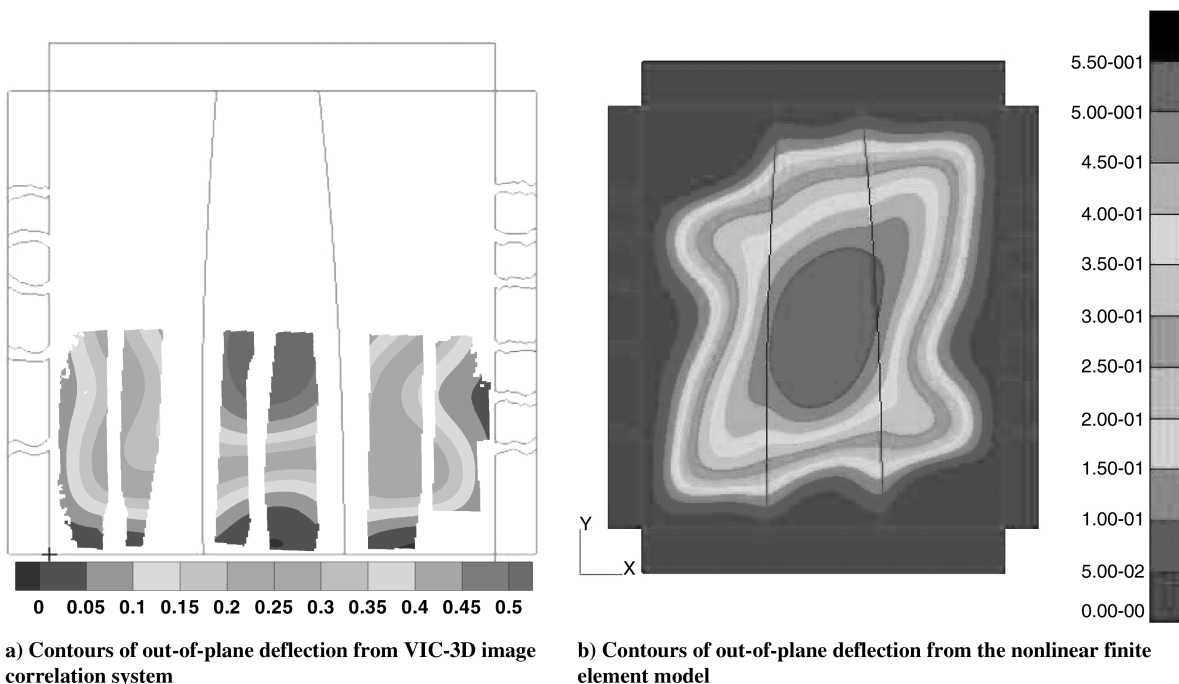 5.50-001
5.00-001
4.50-01
4.00-01
3.50-01
3.00-01
2.50-01
2.00-01
1.50-01
1.00-01
5.00-02
0.00-00
Y
X
0 0.05 0.1 0.15 0.2 0.25 0.3 0.35 0.4 0.45 0.5
a) Contours of out-of-plane deflection from VIC-3D image
correlation system
b) Contours of out-of-plane deflection from the nonlinear finite
element model